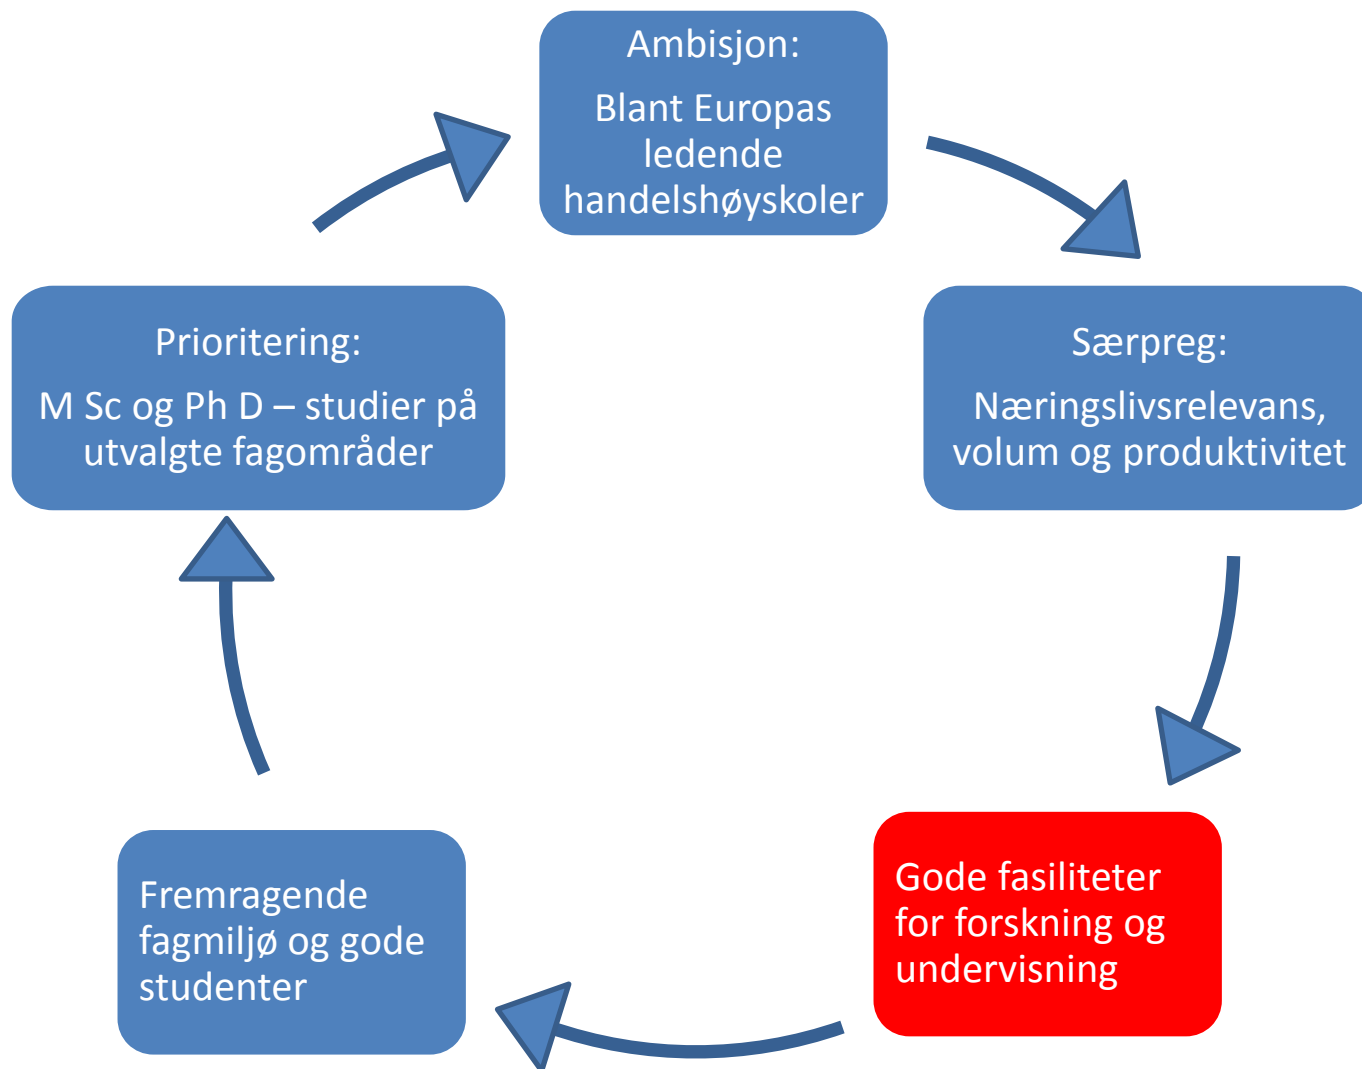 Ambisjon:
Blant Europas
ledende
handelshøyskoler
Særpreg:
Næringslivsrelevans,
volum og produktivitet
Gode fasiliteter
for forskning og
undervisning
Fremragende
fagmiljø og gode
studenter
Prioritering:
M Sc og Ph D – studier på
utvalgte fagområder